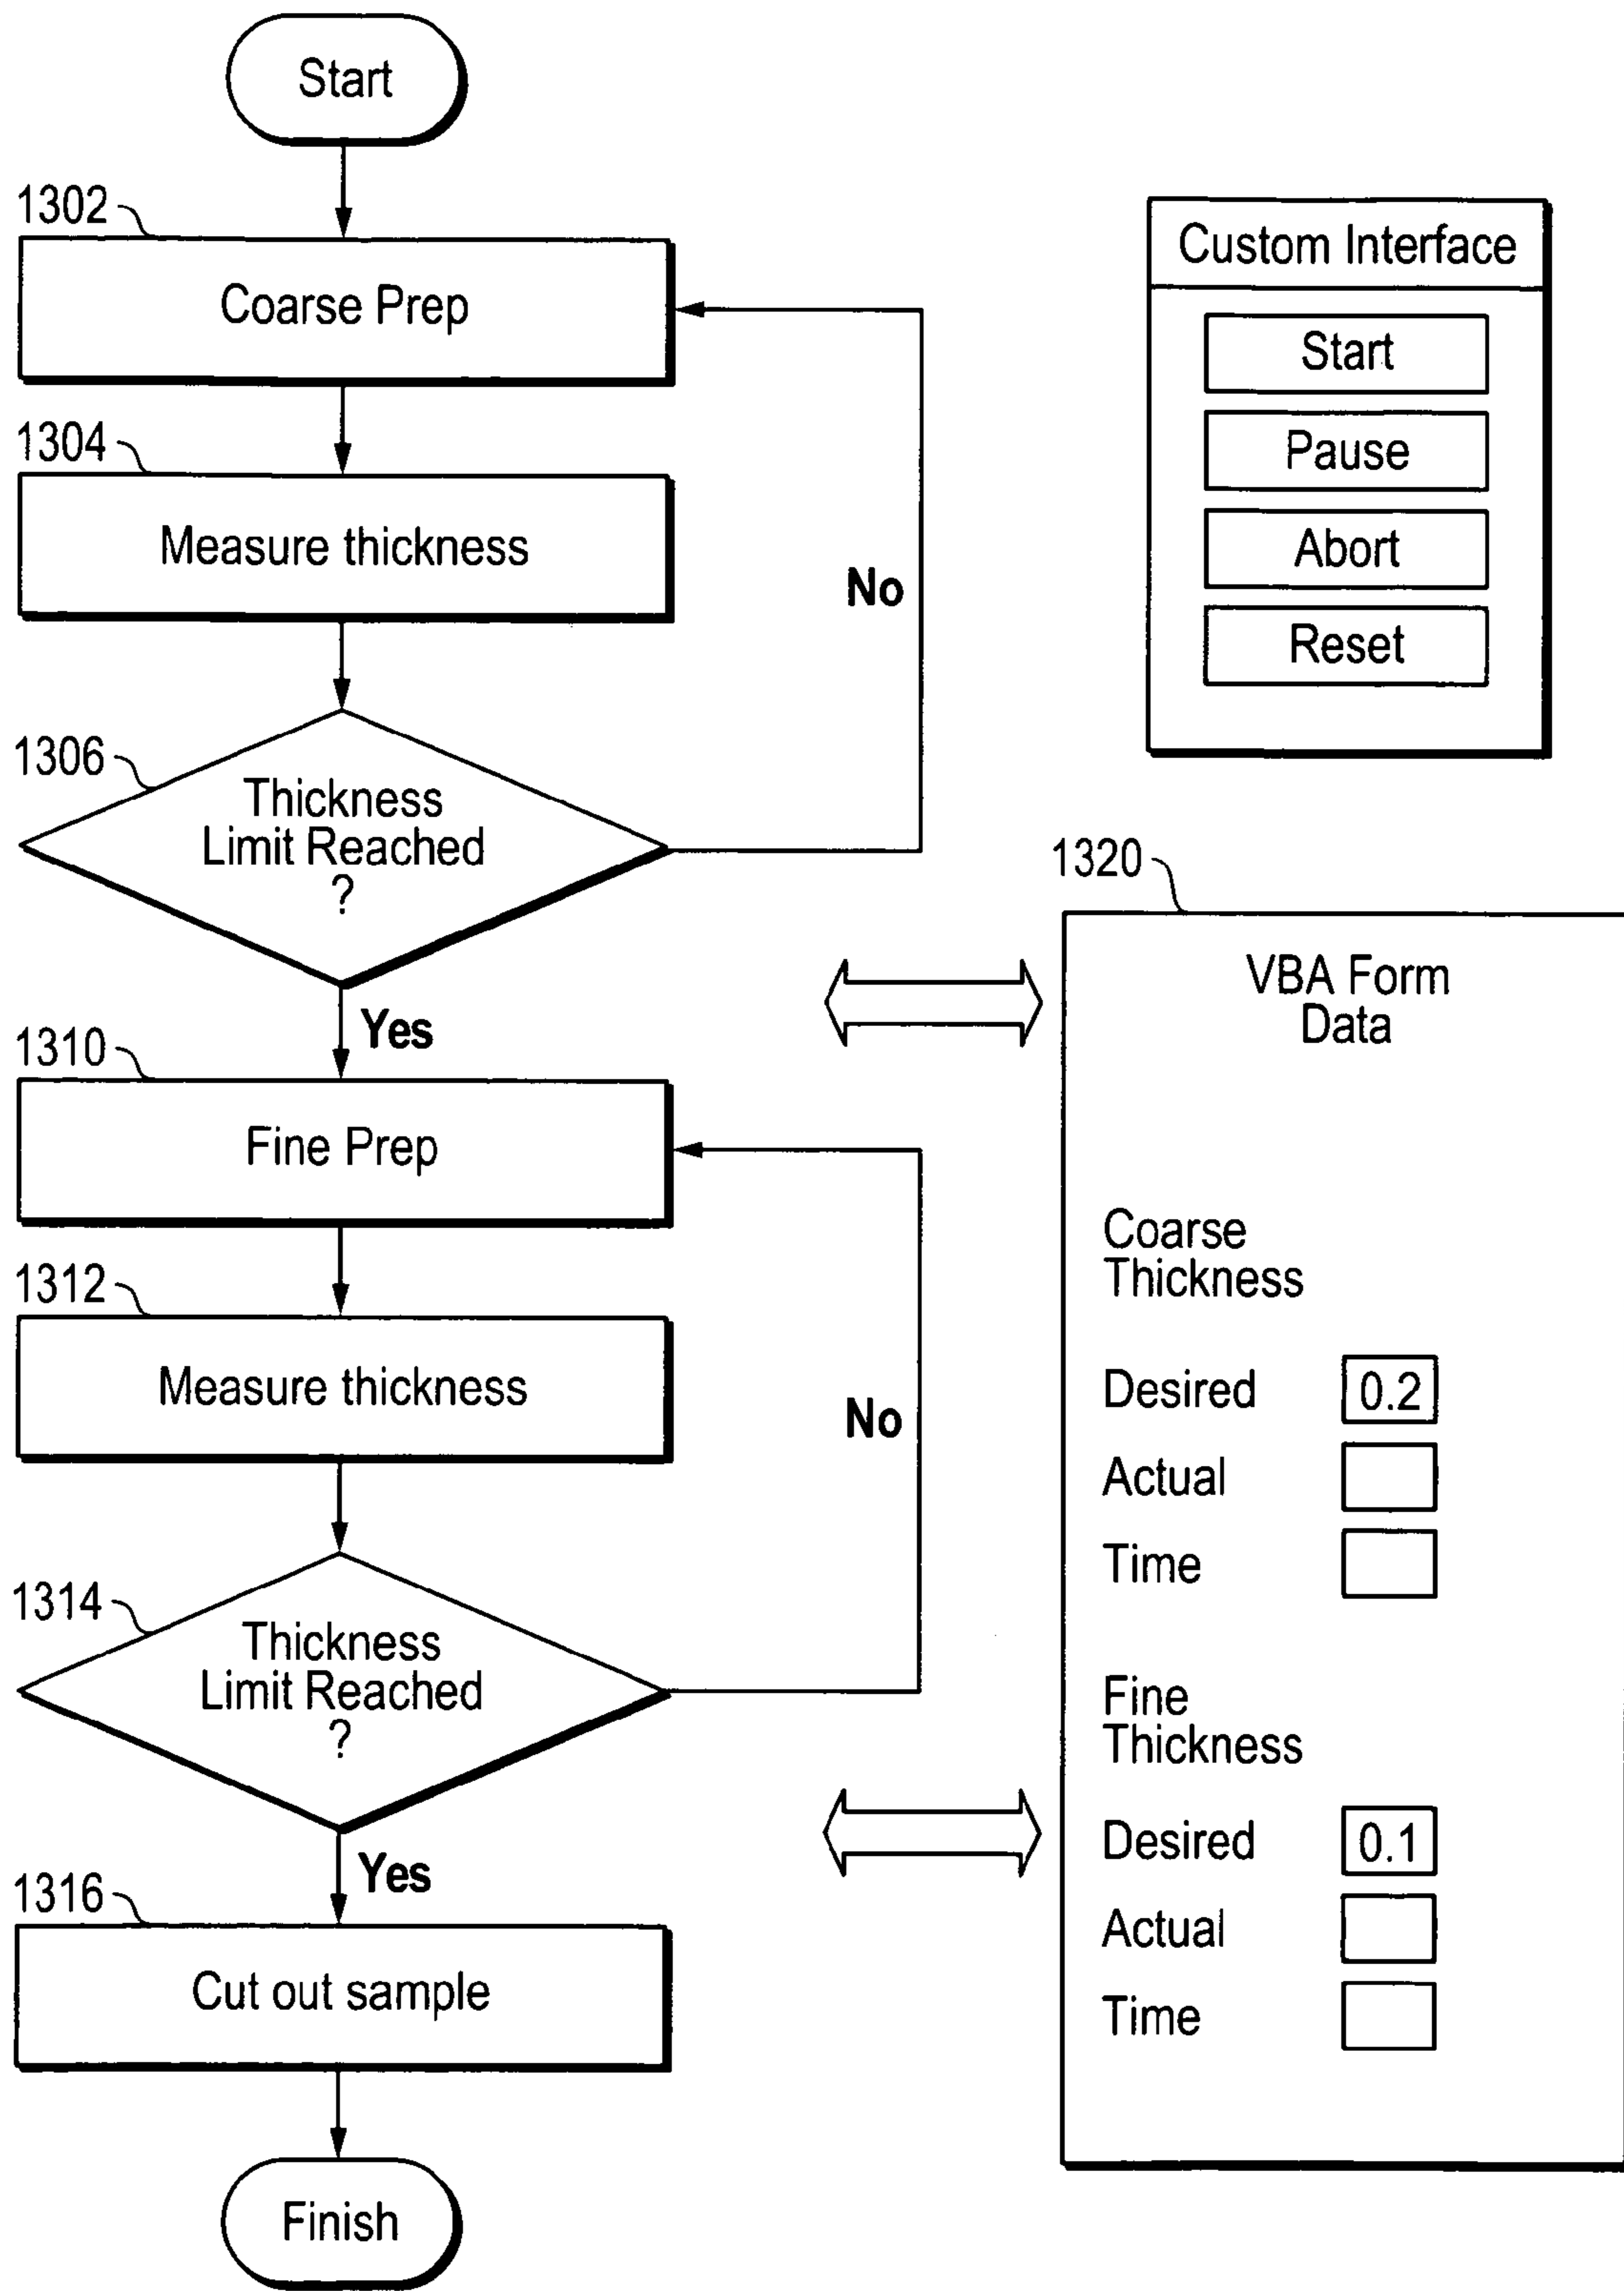 Start
1302
Coarse Prep
1304
Measure thickness
No
1306
Thickness
Limit Reached
?
Yes
1310
Fine Prep
1312
Measure thickness
No
1314
Thickness
Limit Reached
?
Yes
1316
Cut out sample
Finish
Custom Interface
Start
Pause
Abort
Reset
1320
VBA Form
Data
Coarse
Thickness
Desired 0.2
Actual
Time
Fine
Thickness
Desired 0.1
Actual
Time